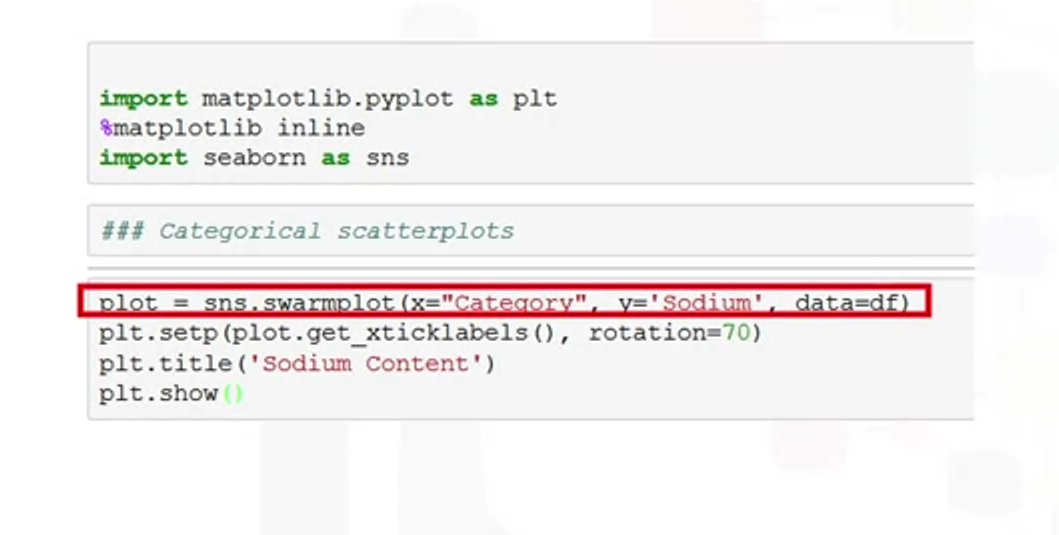 import matplotlib.pyplot as plt
%matplotlib inline
import seaborn as sns
### Categorical scatterplots
plot = sns.swarmplot(x="Category", y='Sodium', data=df)
plt.setp(plot.get_xticklabels(), rotation=70)
plt.title('Sodium Content')
plt.show()